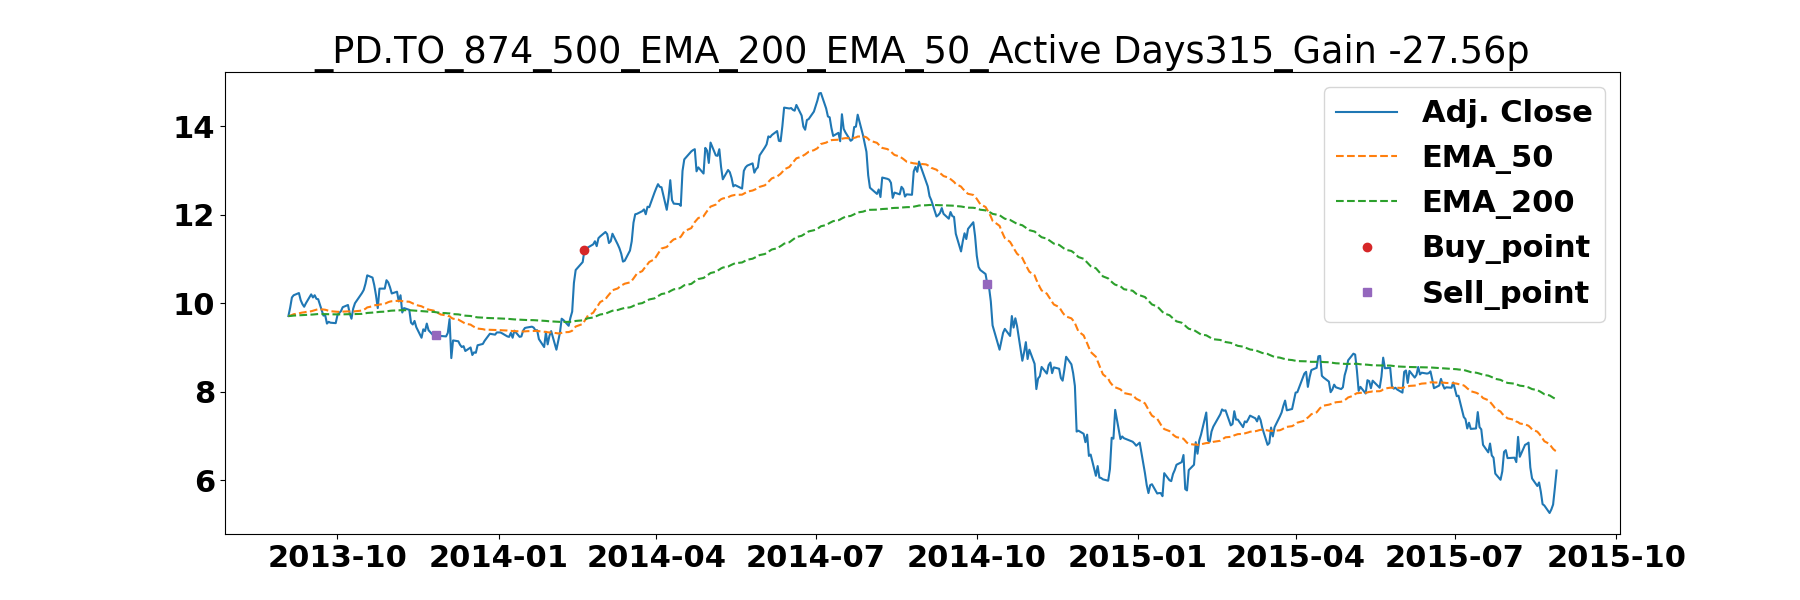 _PD.TO_874_500_EMA_200_EMA_50_Active Days315_Gain -27.56p
Adj. Close
EMA_50
EMA_200
Buy_point
Sell_point
14
12
10
8
6
2013-10 2014-01 2014-04 2014-07 2014-10 2015-01 2015-04 2015-07 2015-10